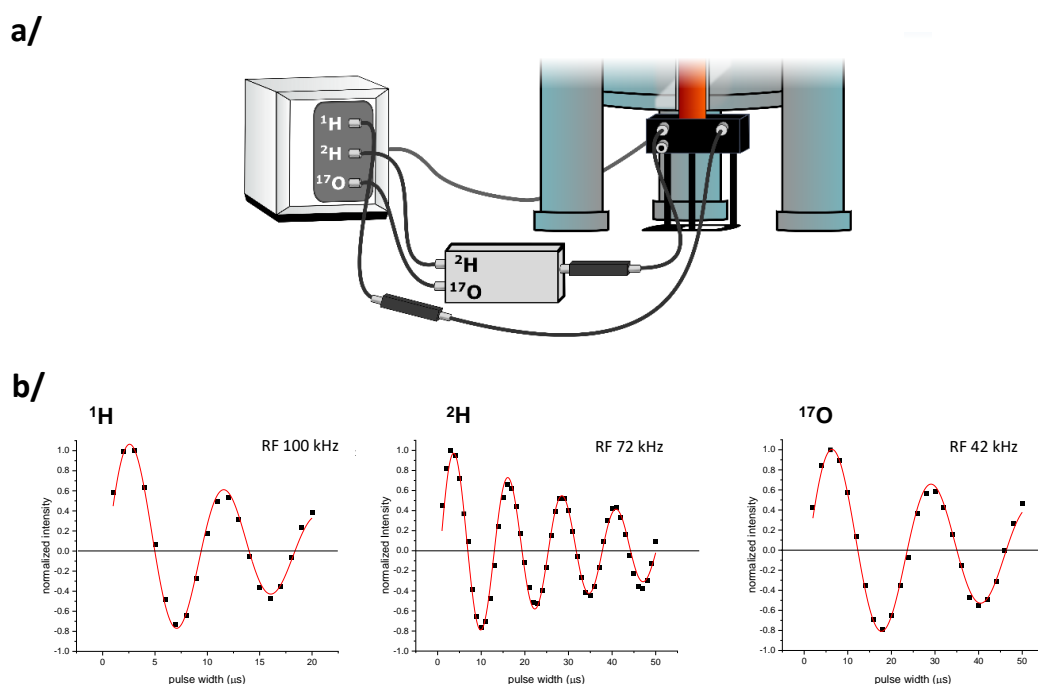 a/
¹H
²H
¹⁷O
²H
¹⁷O
b/
¹H
RF 100 kHz
normalized intensity
1.0
0.8
0.6
0.4
0.2
0.0
-0.2
-0.4
-0.6
-0.8
-1.0
0 5 10 15 20
pulse width (μs)
²H
RF 72 kHz
normalized Intensity
1.0
0.8
0.6
0.4
0.2
0.0
-0.2
-0.4
-0.6
-0.8
-1.0
0 10 20 30 40 50
pulse width (μs)
¹⁷O
RF 42 kHz
normalized intensity
1.0
0.8
0.6
0.4
0.2
0.0
-0.2
-0.4
-0.6
-0.8
-1.0
0 10 20 30 40 50
pulse width (μs)